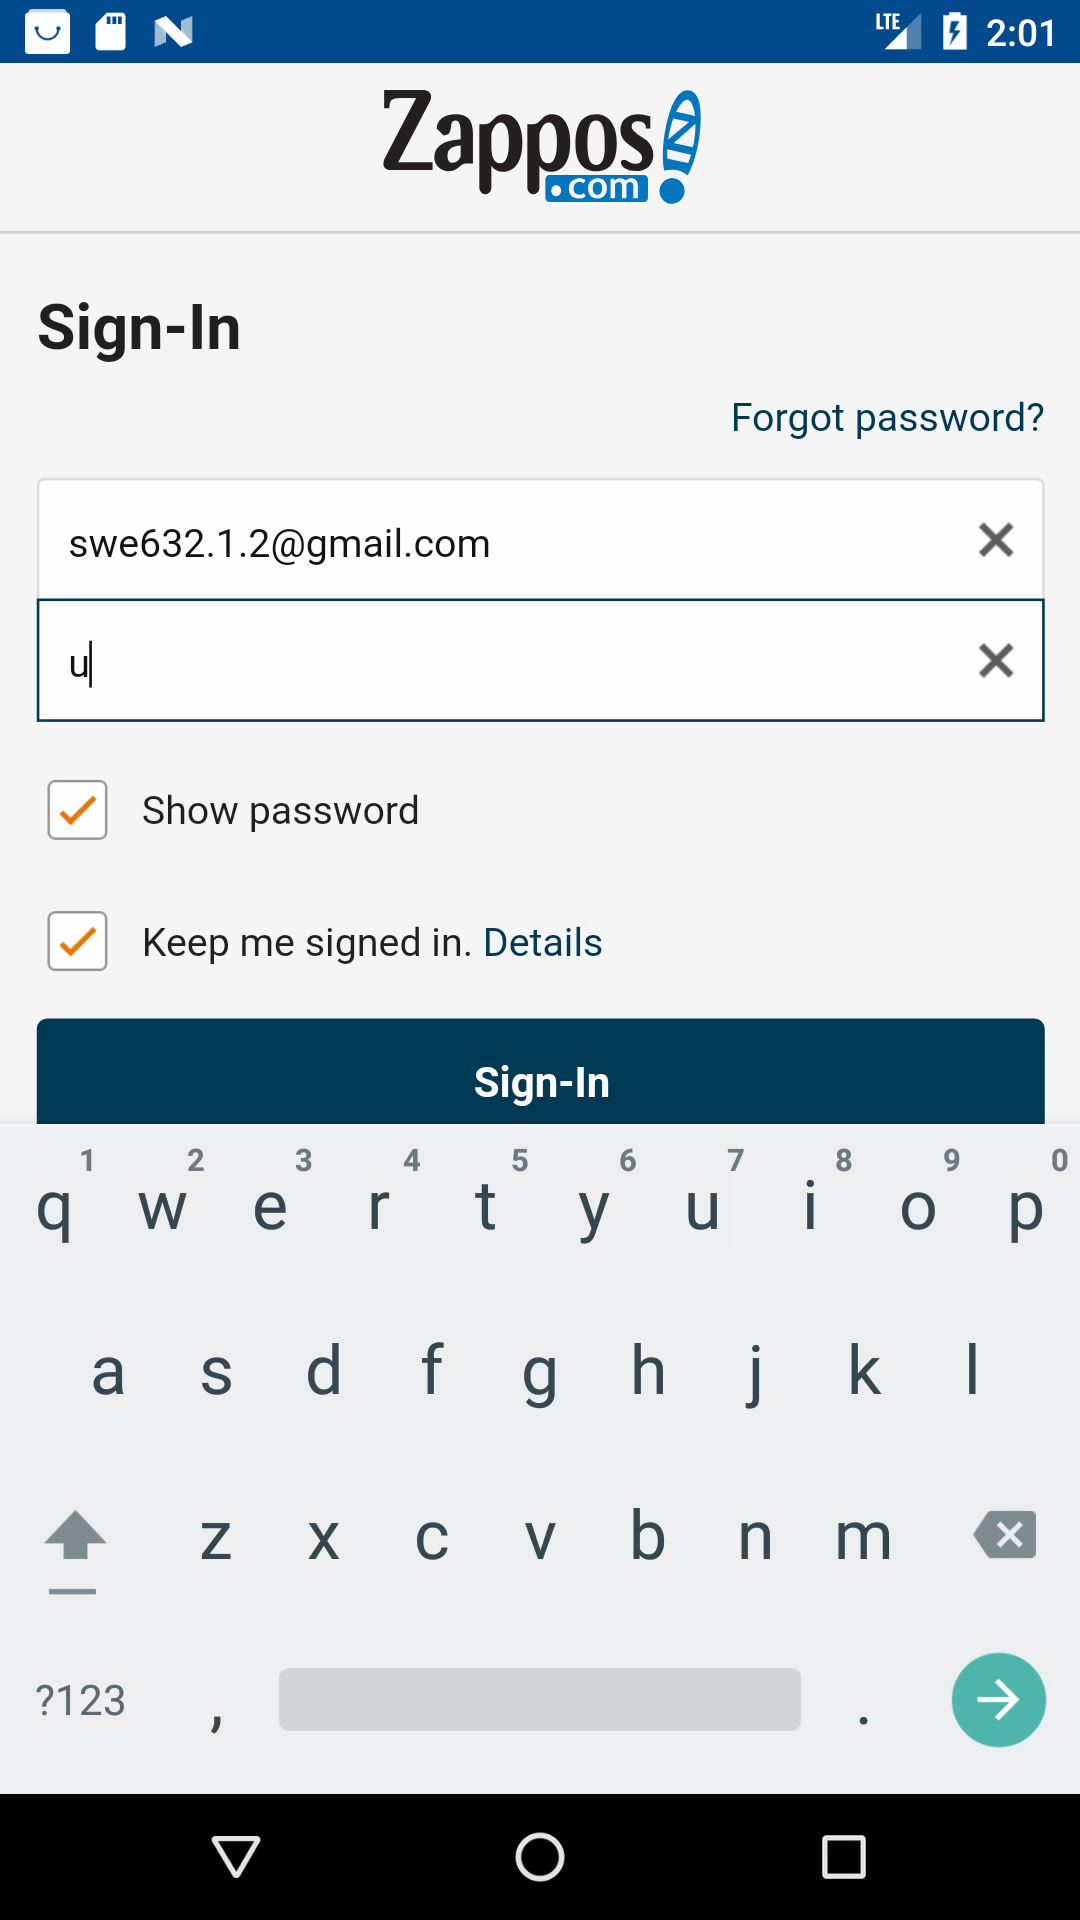 LTE 2:01
Zappos
.com
Sign-In
Forgot password?
swe632.1.2@gmail.com
u
Show password
Keep me signed in. Details
Sign-In
1 2 3 4 5 6 7 8 9 0
q w e r t y u i o p
a s d f g h j k l
z x c v b n m
?123 , .